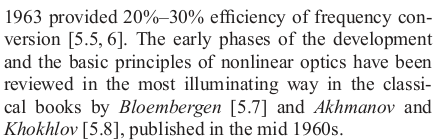 1963 provided 20%–30% efficiency of frequency con-
version [5.5, 6]. The early phases of the development
and the basic principles of nonlinear optics have been
reviewed in the most illuminating way in the classi-
cal books by Bloembergen [5.7] and Akhmanov and
Khokhlov [5.8], published in the mid 1960s.